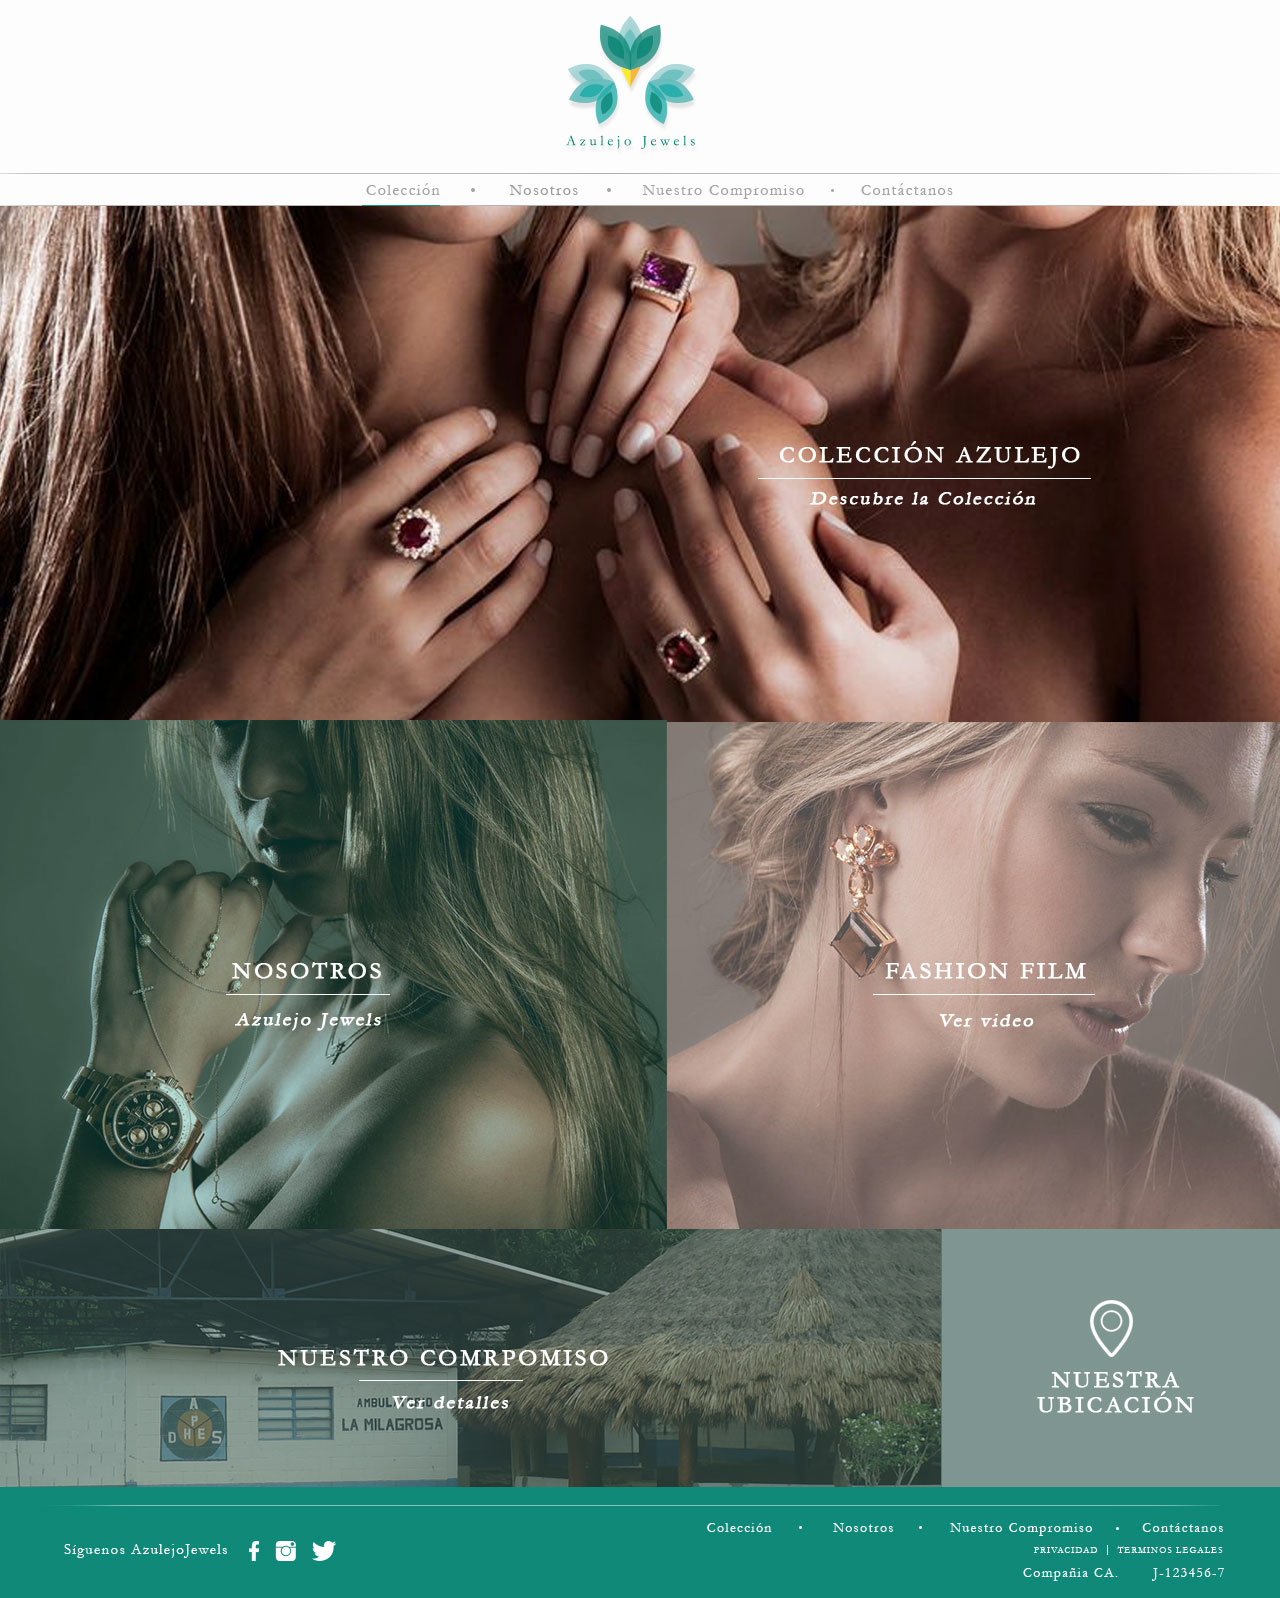 Azulejo Jewels
Colección • Nosotros • Nuestro Compromiso • Contáctanos
COLECCIÓN AZULEJO
Descubre la Colección
NOSOTROS
Azulejo Jewels
FASHION FILM
Ver video
NUESTRO COMRPOMISO
Ver detalles
A
P
D H E S
LA MILAGROSA
NUESTRA
UBICACIÓN
Síguenos AzulejoJewels
Colección • Nosotros • Nuestro Compromiso • Contáctanos
PRIVACIDAD | TERMINOS LEGALES
Compañia CA. J-123456-7